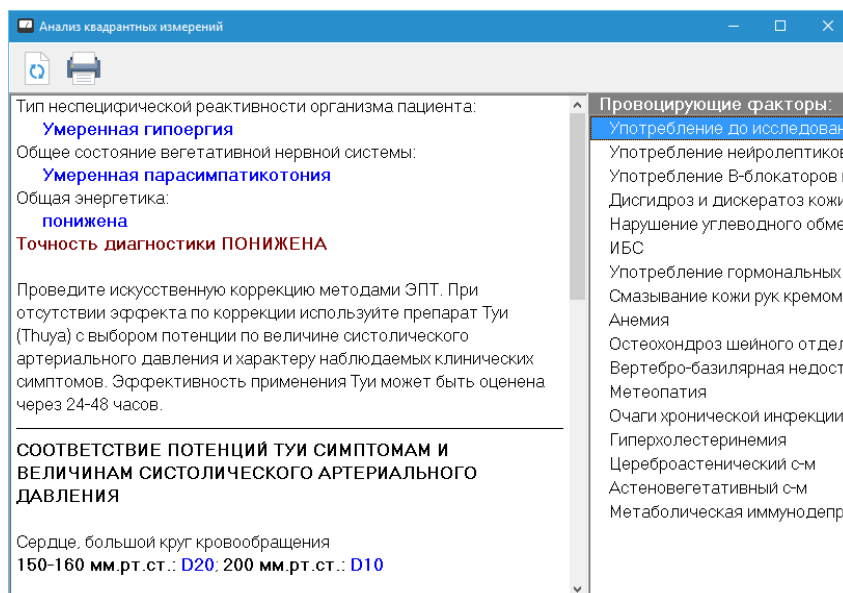 Анализ квадрантных измерений
Тип неспецифической реактивности организма пациента:
Умеренная гипоергия
Общее состояние вегетативной нервной системы:
Умеренная парасимпатикотония
Общая энергетика:
понижена
Точность диагностики ПОНИЖЕНА
Проведите искусственную коррекцию методами ЭПТ. При
отсутствии эффекта по коррекции используйте препарат Туи
(Thuya) с выбором потенции по величине систолического
артериального давления и характеру наблюдаемых клинических
симптомов. Эффективность применения Туи может быть оценена
через 24-48 часов.
СООТВЕТСТВИЕ ПОТЕНЦИЙ ТУИ СИМПТОМАМ И
ВЕЛИЧИНАМ СИСТОЛИЧЕСКОГО АРТЕРИАЛЬНОГО
ДАВЛЕНИЯ
Сердце, большой круг кровообращения
150-160 мм.рт.ст.: D20; 200 мм.рт.ст.: D10
Провоцирующие факторы:
Употребление до исследован
Употребление нейролептиков
Употребление В-блокаторов
Дисгидроз и дискератоз кожи
Нарушение углеводного обме
ИБС
Употребление гормональных
Смазывание кожи рук кремом
Анемия
Остеохондроз шейного отдел
Вертебро-базилярная недост
Метеопатия
Очаги хронической инфекции
Гиперхолестеринемия
Цереброастенический с-м
Астеновегетативный с-м
Метаболическая иммунодепр